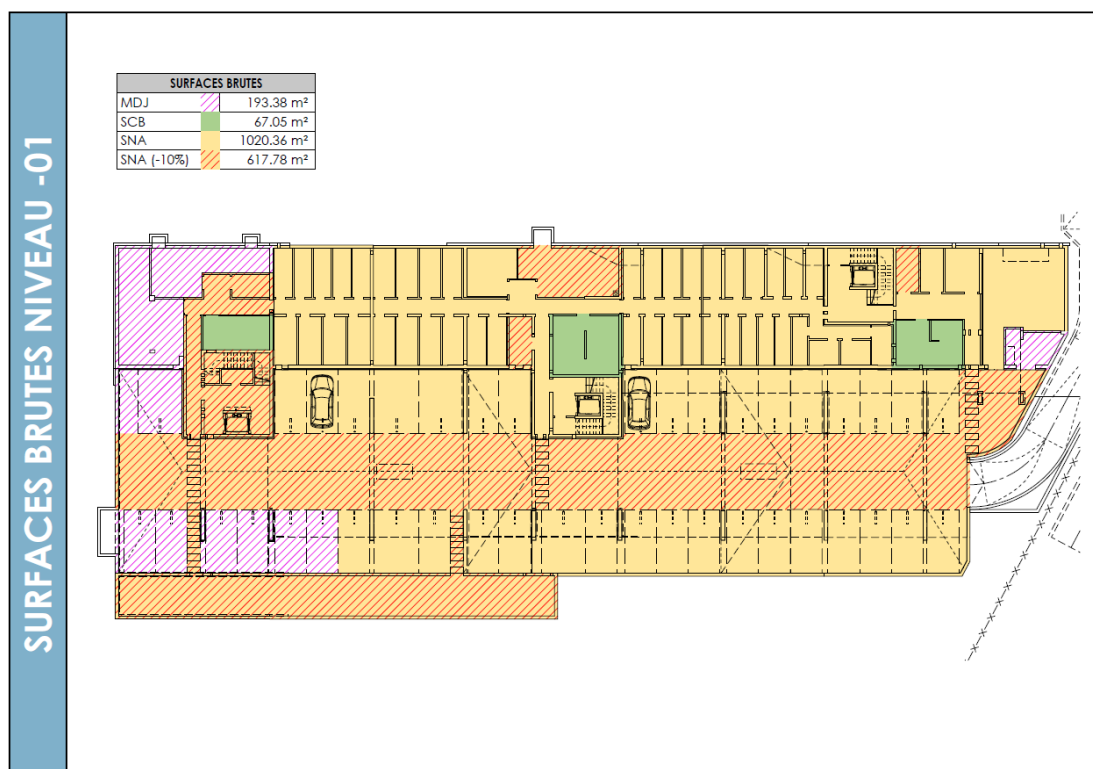 SURFACES BRUTES NIVEAU -01
SURFACES BRUTES
MDJ 193.38 m²
SCB 67.05 m²
SNA 1020.36 m²
SNA (-10%) 617.78 m²